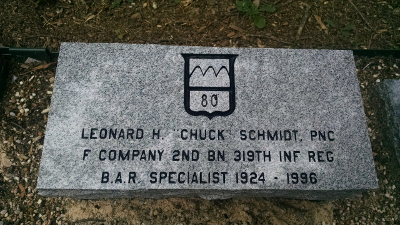 80
LEONARD H. "CHUCK" SCHMIDT, PNC
F COMPANY 2ND BN 319TH INF REG
B.A.R. SPECIALIST 1924 - 1996